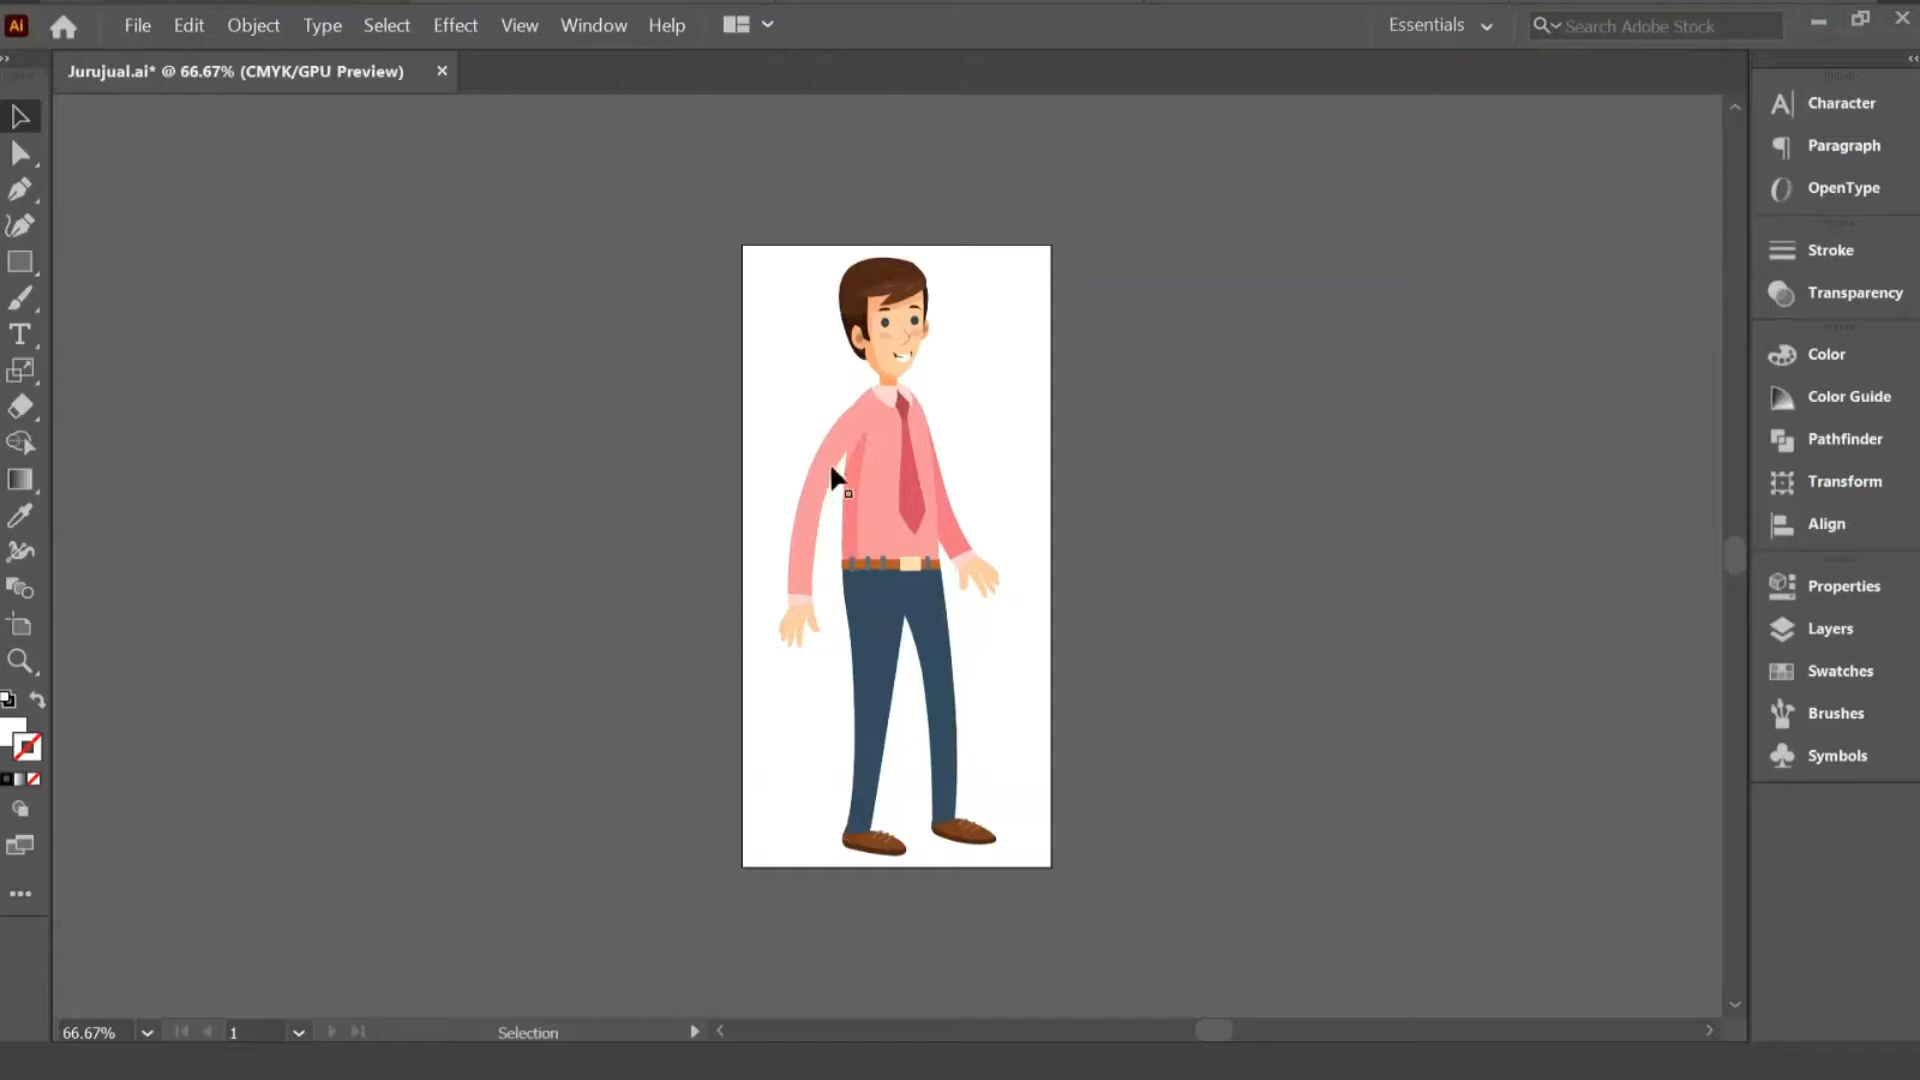 Ai File Edit Object Type Select Effect View Window Help Essentials Search Adobe Stock
Jurujual.ai* @ 66.67% (CMYK/GPU Preview)
Character
Paragraph
OpenType
Stroke
Transparency
Color
Color Guide
Pathfinder
Transform
Align
Properties
Layers
Swatches
Brushes
Symbols
66.67% 1 Selection